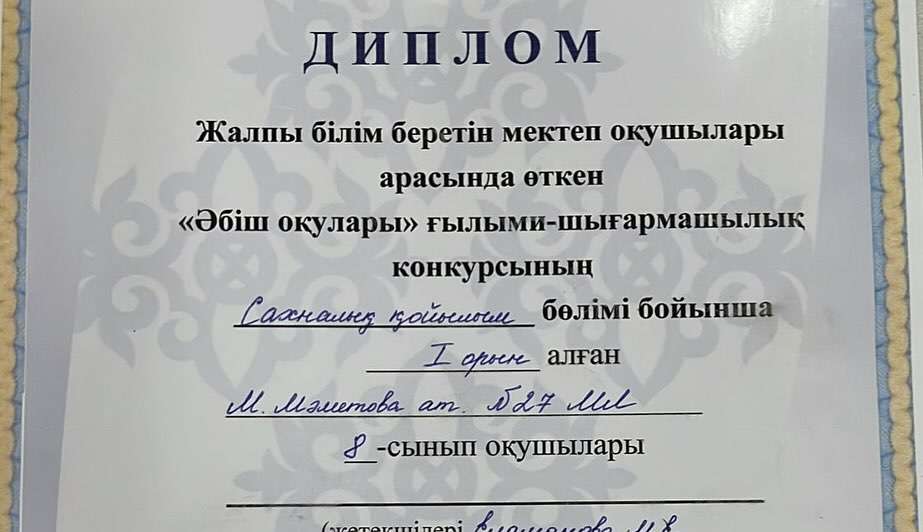 ДИПЛОМ
Жалпы білім беретін мектеп оқушылары
арасында өткен
«Әбіш оқулары» ғылыми-шығармашылық
конкурсының
Сахналық қойылым бөлімі бойынша
I орын алған
М. Мәметова ат. №27 МЛ
8-сынып оқушылары
(жетекшілері